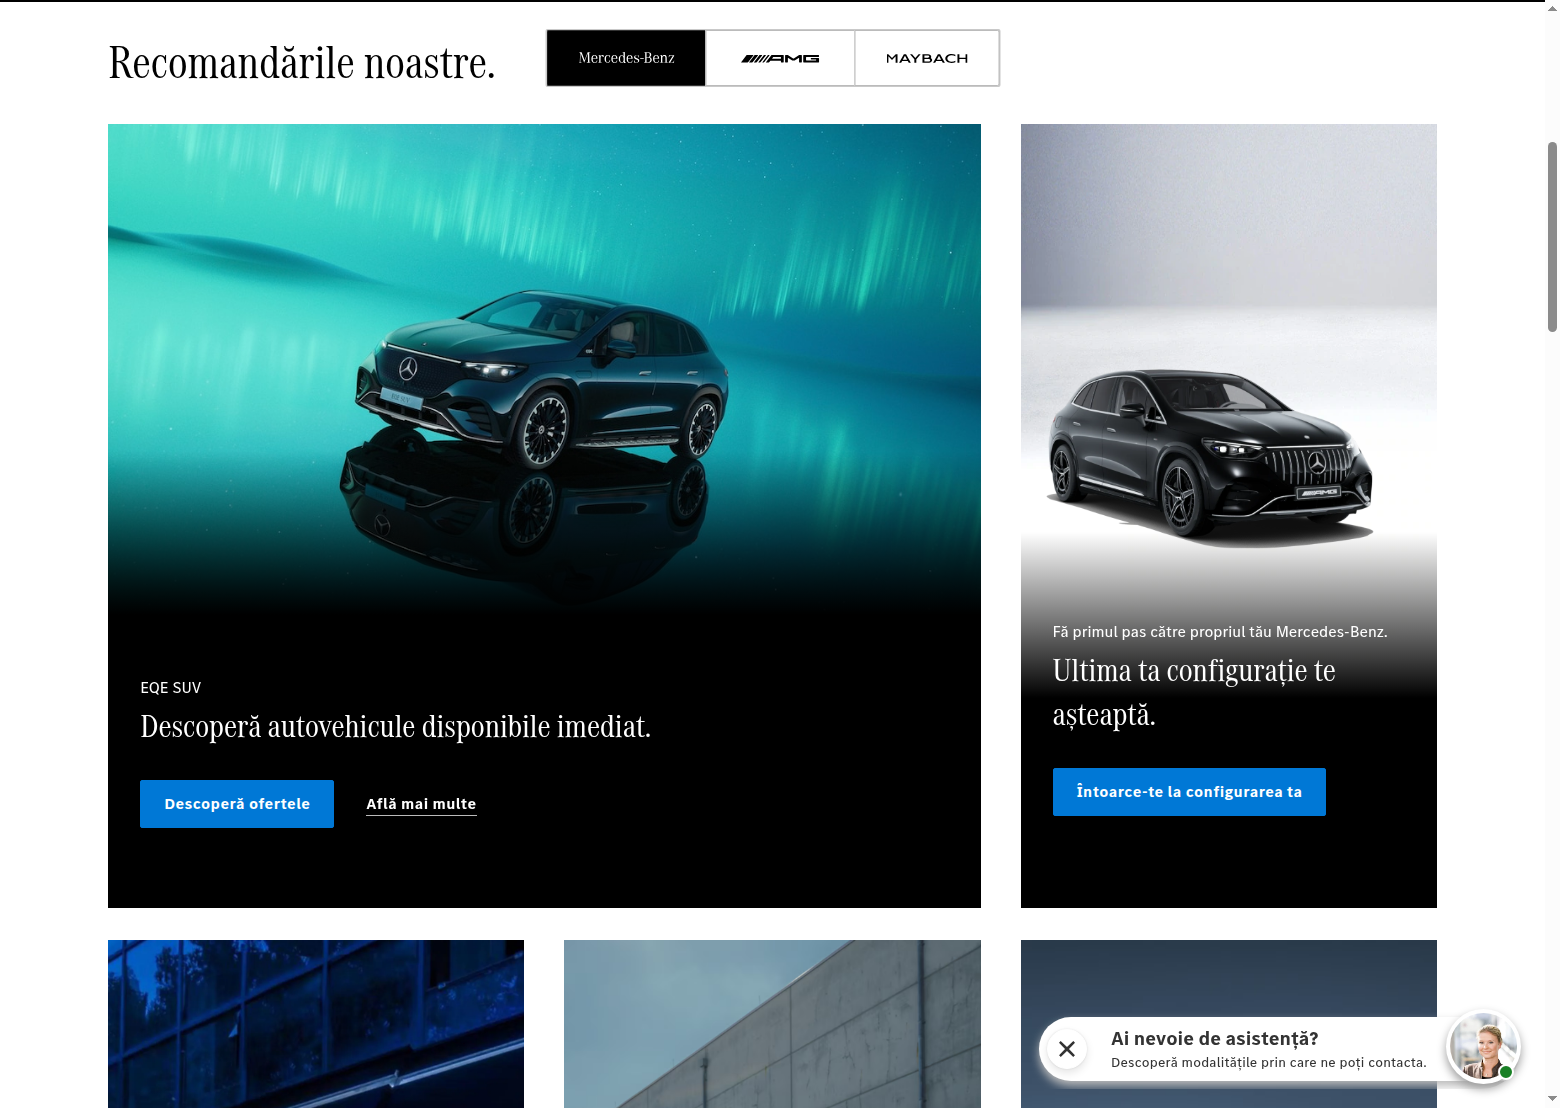 Recomandările noastre.
Mercedes-Benz
AMG
MAYBACH
AMG
EQE SUV
Descoperă autovehicule disponibile imediat.
Descoperă ofertele
Află mai multe
Fă primul pas către propriul tău Mercedes-Benz.
Ultima ta configurație te
așteaptă.
Întoarce-te la configurarea ta
Ai nevoie de asistență?
Descoperă modalitățile prin care ne poți contacta.